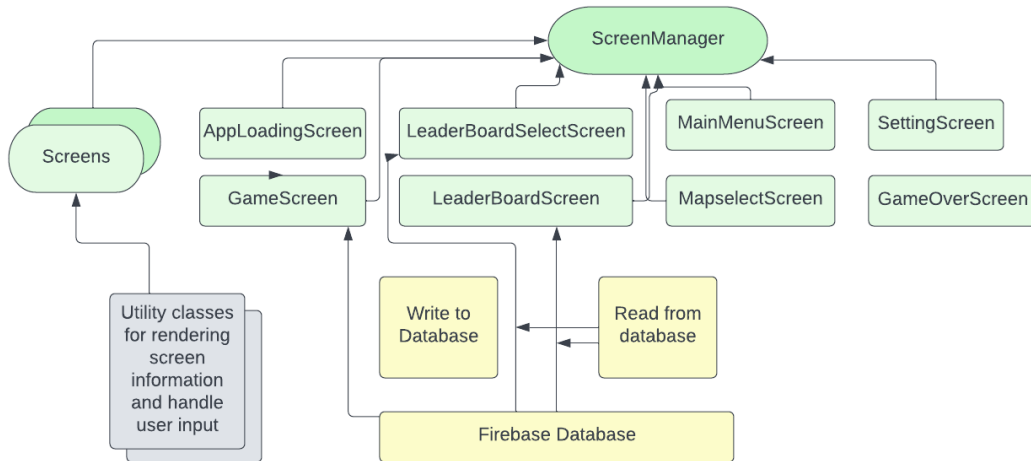 ScreenManager
AppLoadingScreen
LeaderBoardSelectScreen
MainMenuScreen
SettingScreen
Screens
GameScreen
LeaderBoardScreen
MapselectScreen
GameOverScreen
Utility classes
for rendering
screen
information
and handle
user input
Write to
Database
Read from
database
Firebase Database